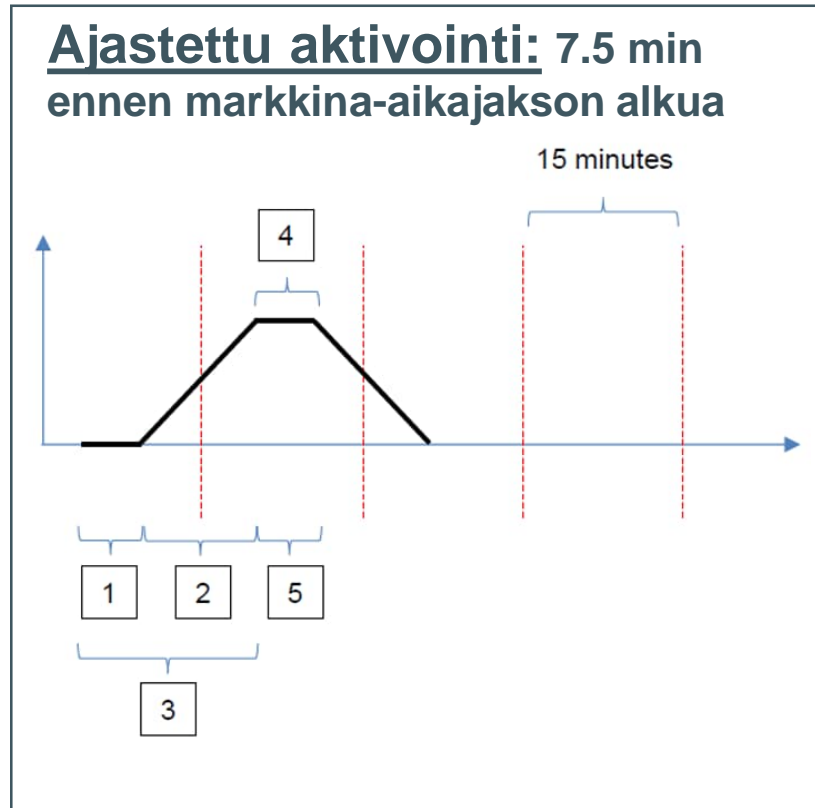 Ajastettu aktivointi: 7.5 min
ennen markkina-aikajakson alkua
15 minutes
4
1 2 5
3